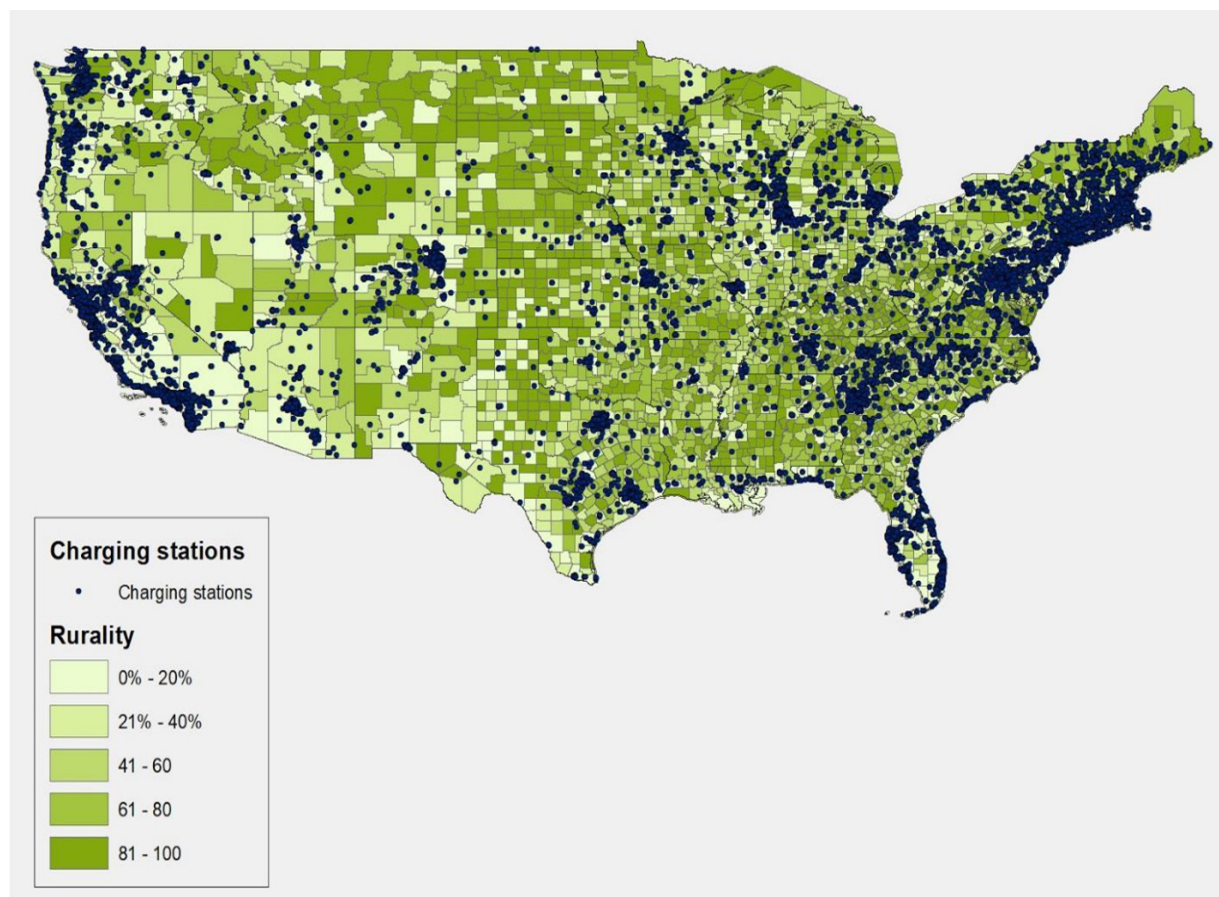 Charging stations
Charging stations
Rurality
0% - 20%
21% - 40%
41 - 60
61 - 80
81 - 100